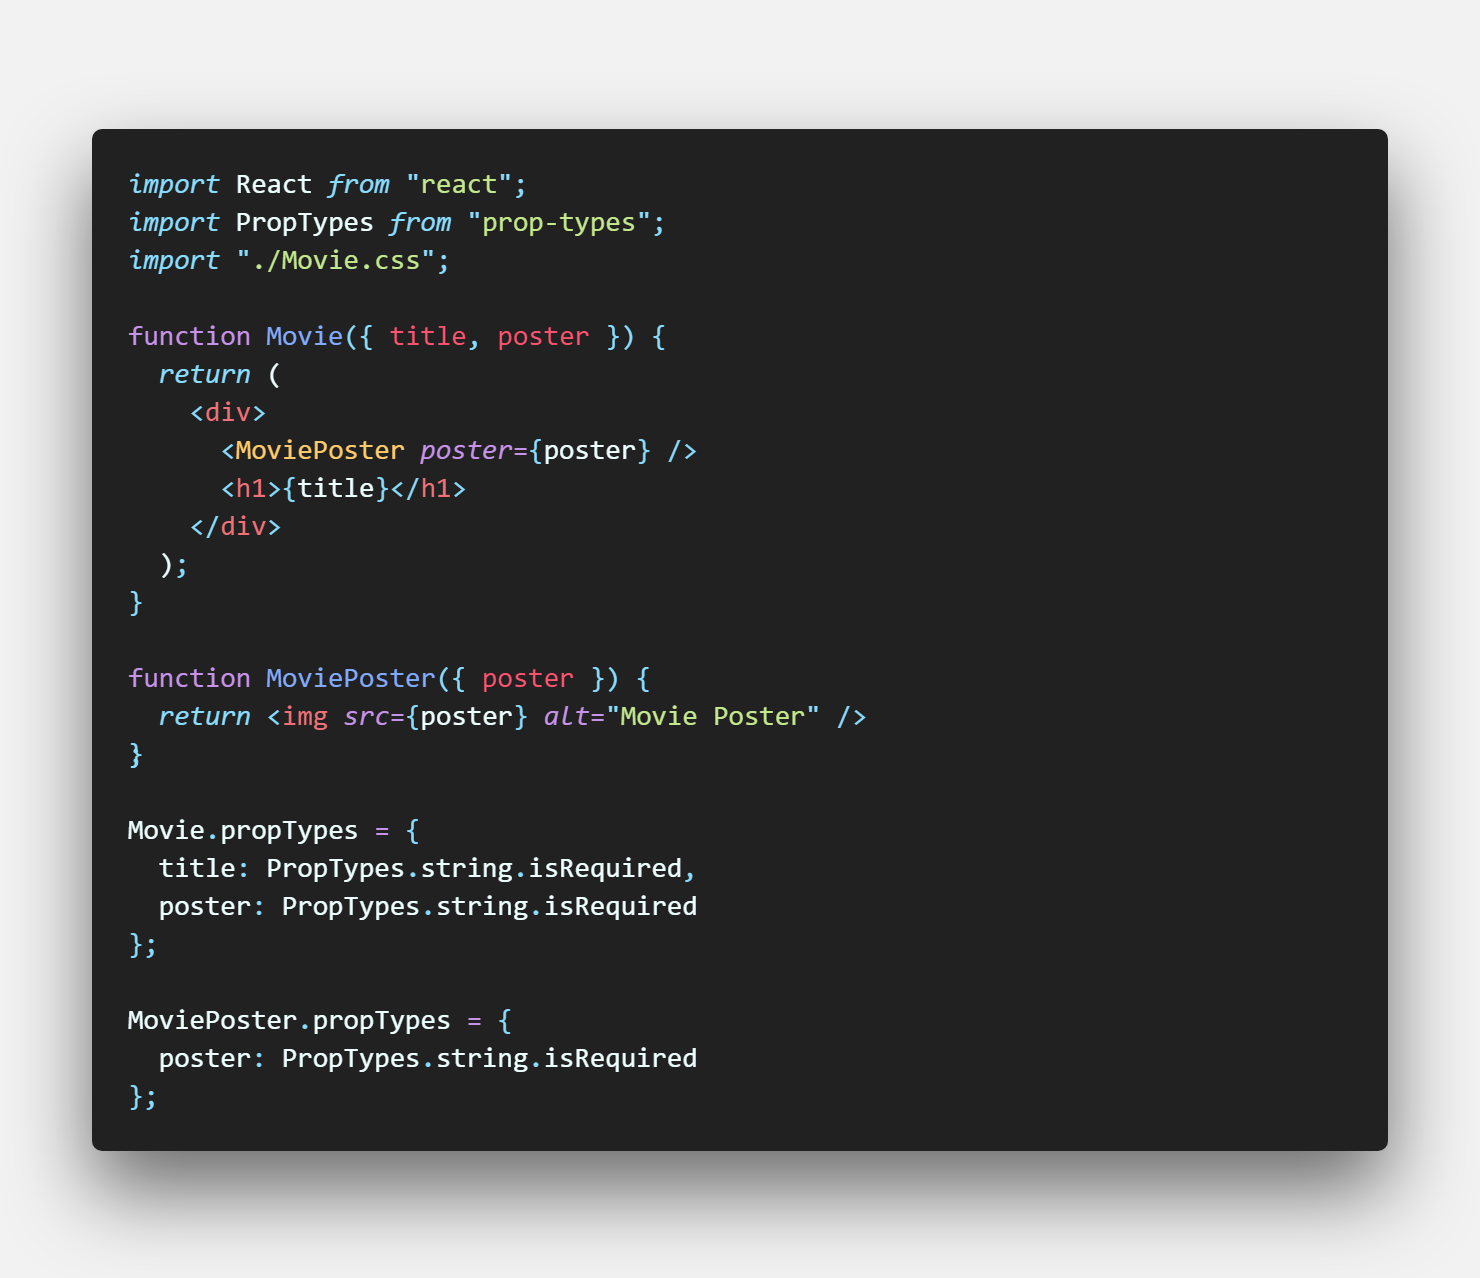 import React from "react";
import PropTypes from "prop-types";
import "./Movie.css";

function Movie({ title, poster }) {
  return (
    <div>
      <MoviePoster poster={poster} />
      <h1>{title}</h1>
    </div>
  );
}

function MoviePoster({ poster }) {
  return <img src={poster} alt="Movie Poster" />
}

Movie.propTypes = {
  title: PropTypes.string.isRequired,
  poster: PropTypes.string.isRequired
};

MoviePoster.propTypes = {
  poster: PropTypes.string.isRequired
};